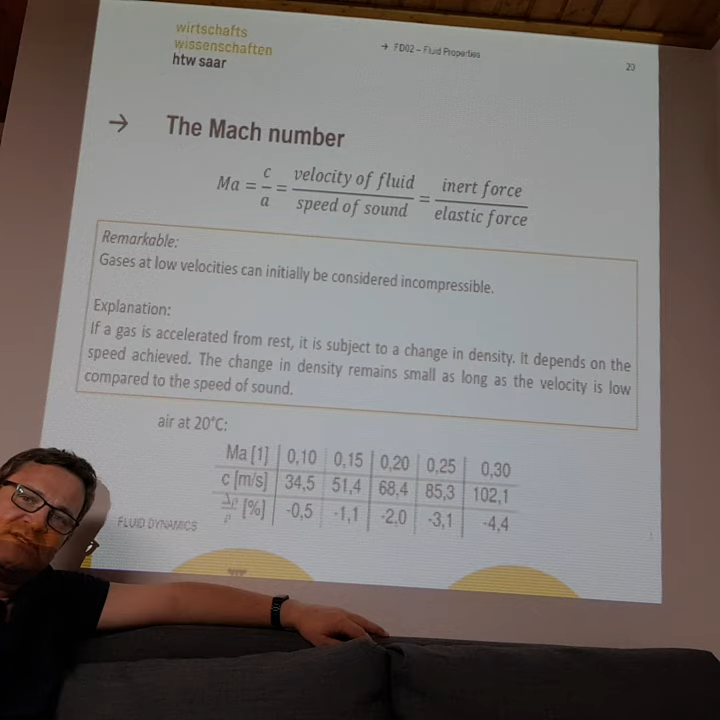 wirtschafts
wissenschaften
htw saar
→ FD02 – Fluid Properties
23
→ The Mach number
Ma = c/a = velocity of fluid/speed of sound = inert force/elastic force
Remarkable:
Gases at low velocities can initially be considered incompressible.
Explanation:
If a gas is accelerated from rest, it is subject to a change in density. It depends on the
speed achieved. The change in density remains small as long as the velocity is low
compared to the speed of sound.
air at 20°C:
Ma [1] 0,10 0,15 0,20 0,25 0,30
c [m/s] 34,5 51,4 68,4 85,3 102,1
Δρ/ρ [%] -0,5 -1,1 -2,0 -3,1 -4,4
FLUID DYNAMICS